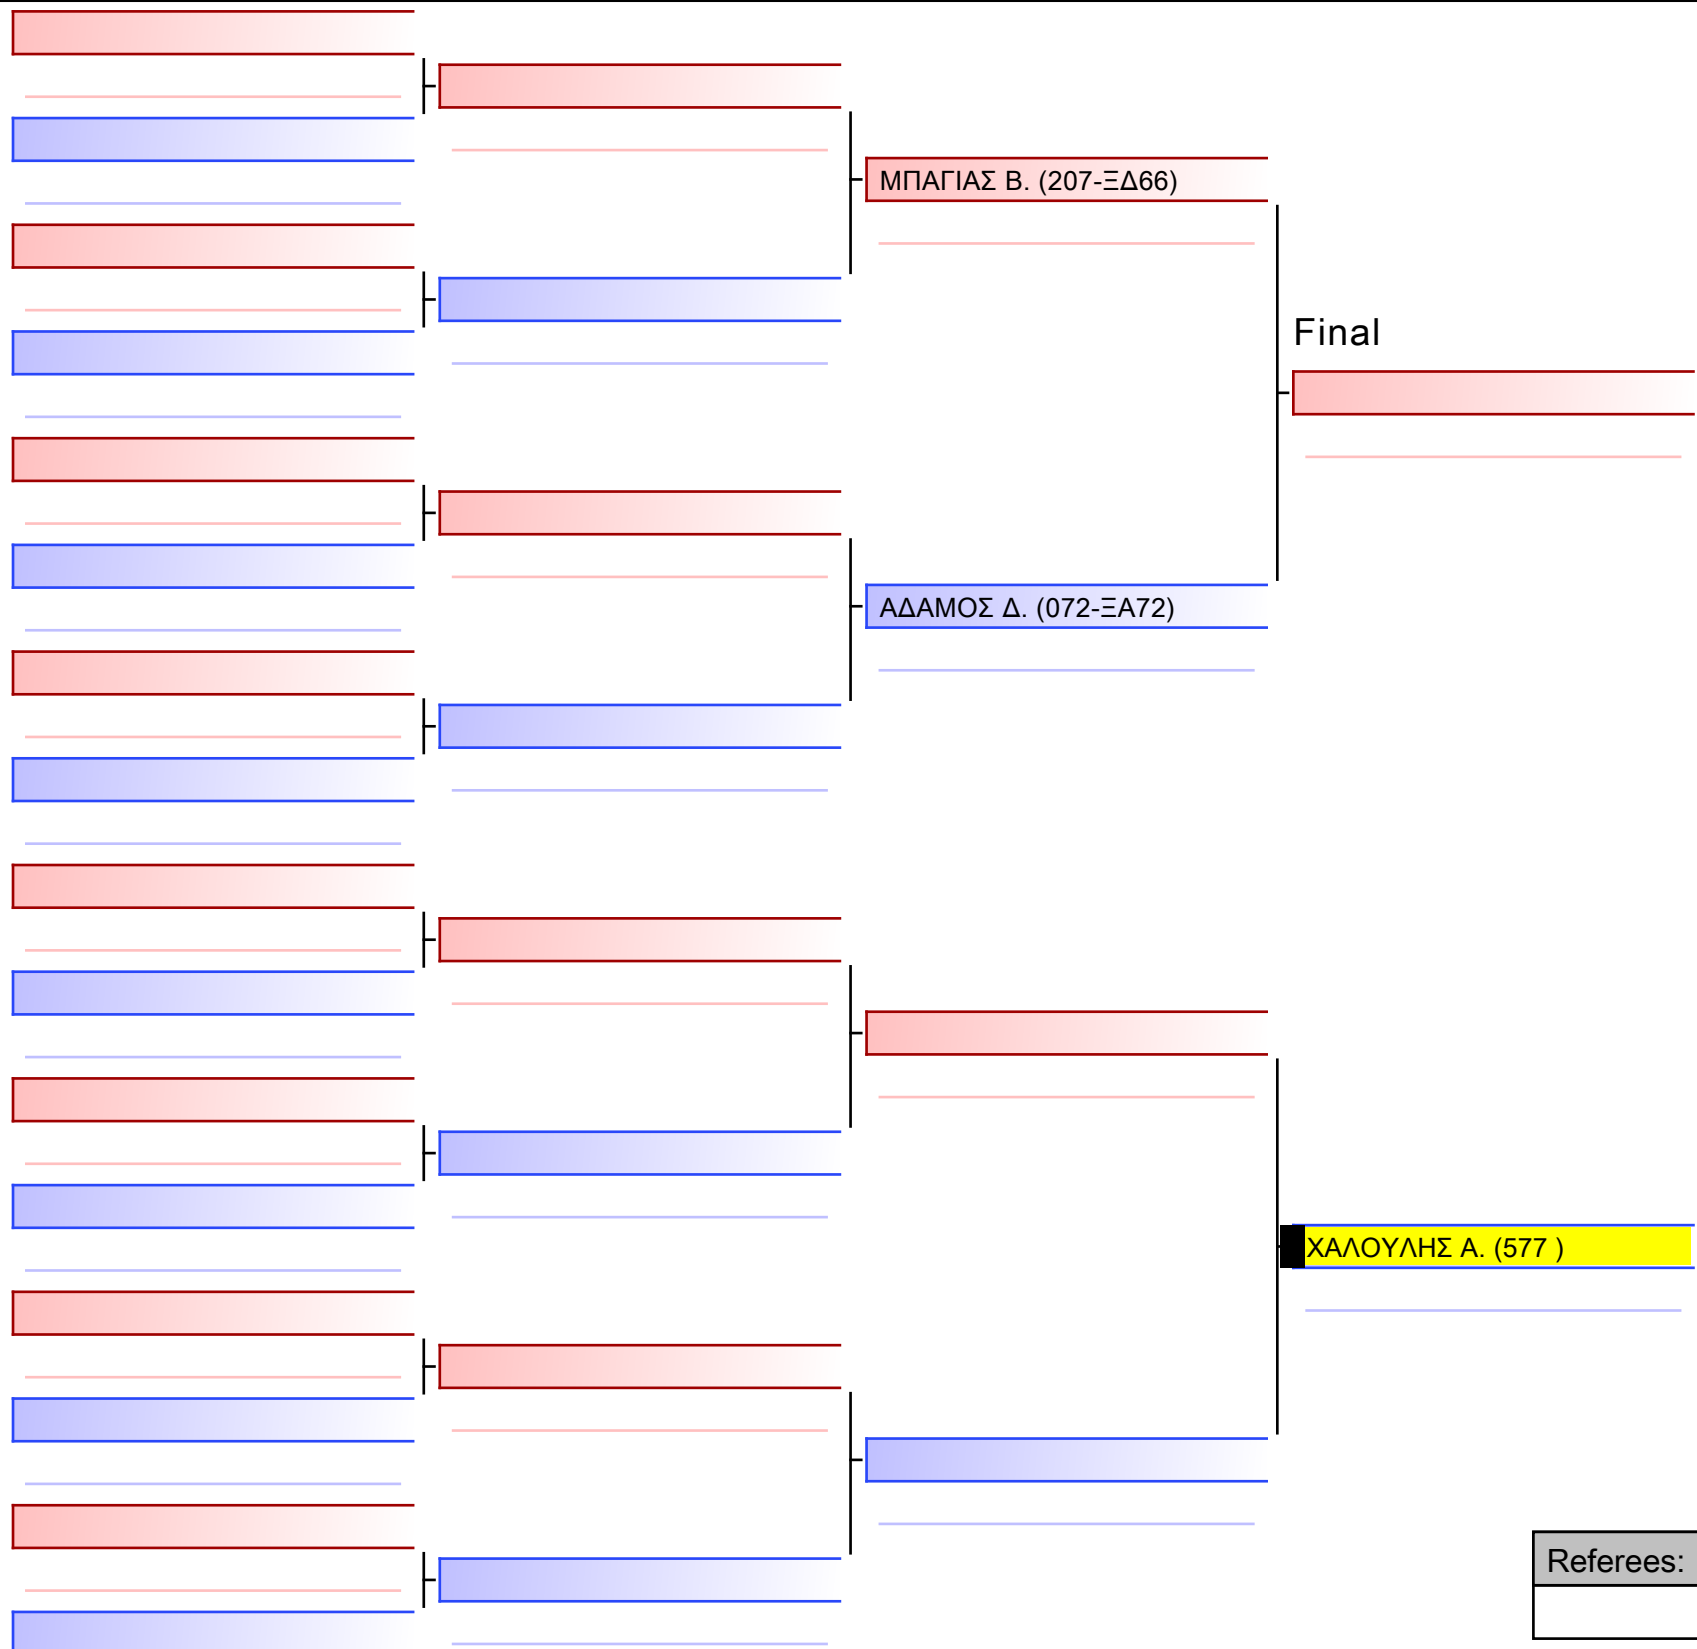 ΜΠΑΓΙΑΣ Β. (207-ΞΔ66)
Final
ΑΔΑΜΟΣ Δ. (072-ΞΑ72)
ΧΑΛΟΥΛΗΣ Α. (577 )
Referees: